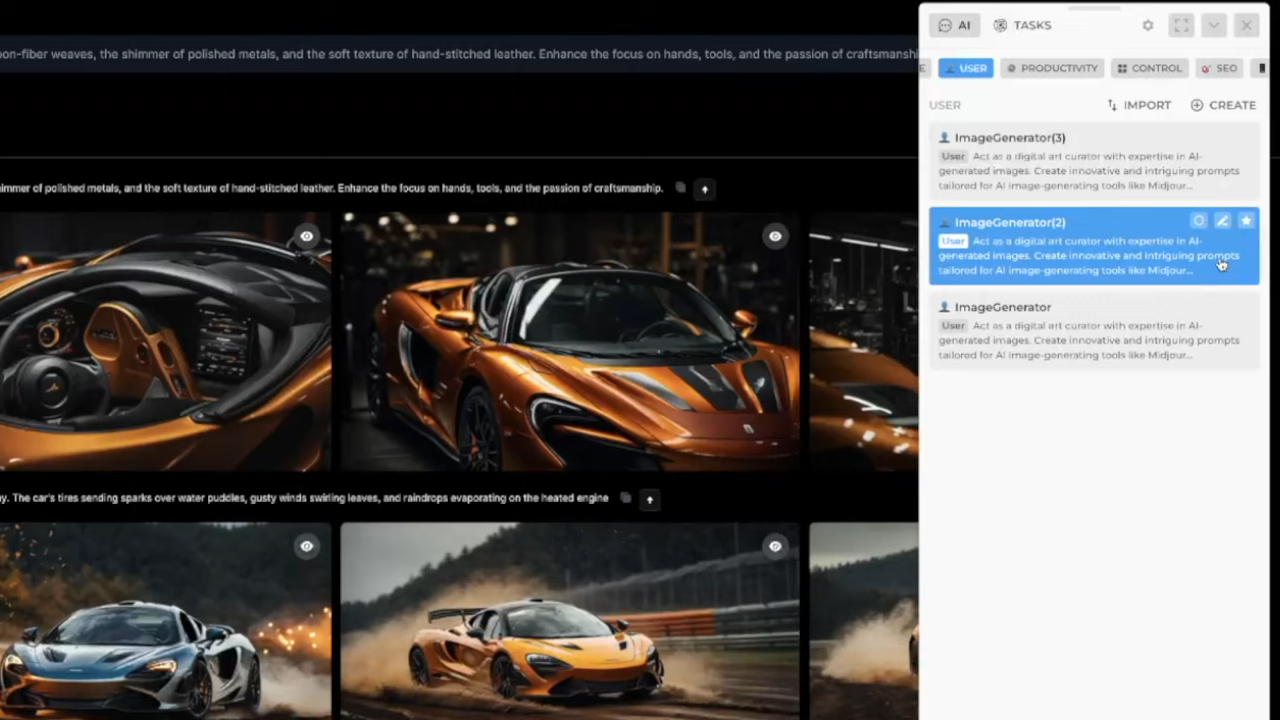 on-fiber weaves, the shimmer of polished metals, and the soft texture of hand-stitched leather. Enhance the focus on hands, tools, and the passion of craftsmanshi
immer of polished metals, and the soft texture of hand-stitched leather. Enhance the focus on hands, tools, and the passion of craftsmanship.
y. The car's tires sending sparks over water puddles, gusty winds swirling leaves, and raindrops evaporating on the heated engine
AI TASKS
E USER PRODUCTIVITY CONTROL SEO
USER IMPORT CREATE
ImageGenerator(3)
User Act as a digital art curator with expertise in AI-
generated images. Create innovative and intriguing prompts
tailored for AI image-generating tools like Midjour...
ImageGenerator(2)
User Act as a digital art curator with expertise in AI-
generated images. Create innovative and intriguing prompts
tailored for AI image-generating tools like Midjour...
ImageGenerator
User Act as a digital art curator with expertise in AI-
generated images. Create innovative and intriguing prompts
tailored for AI image-generating tools like Midjour...